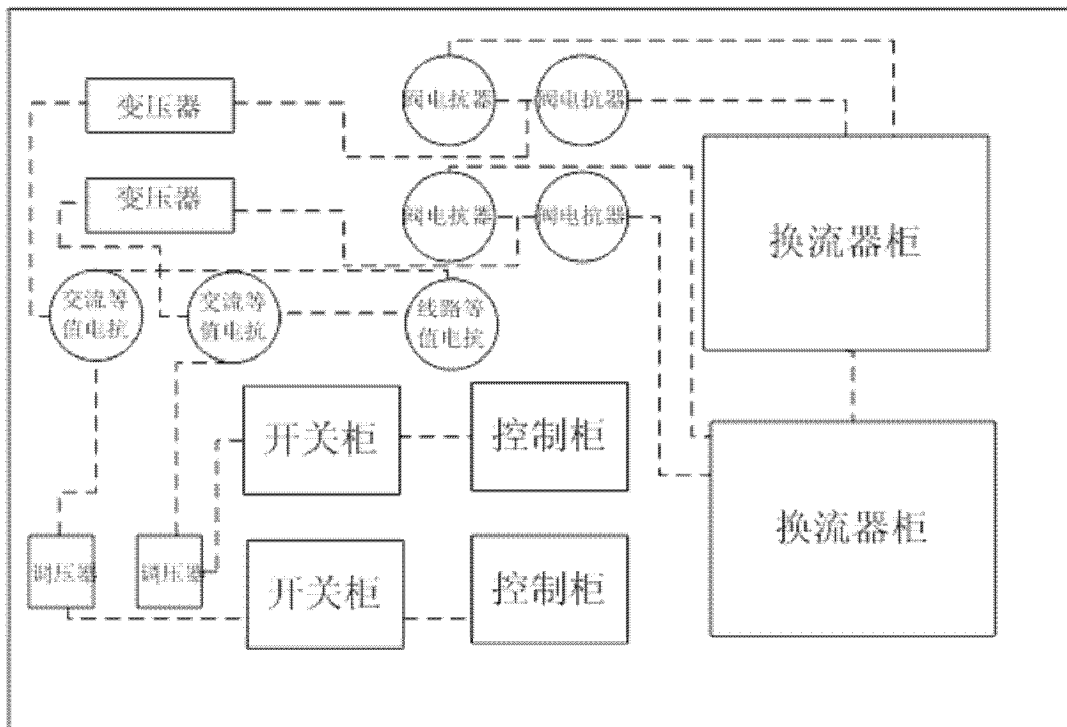 变压器
阀电抗器
阀电抗器
变压器
阀电抗器
阀电抗器
换流器柜
交流等
值电抗
交流等
值电抗
线路等
值电抗
开关柜
控制柜
换流器柜
调压器
调压器
开关柜
控制柜